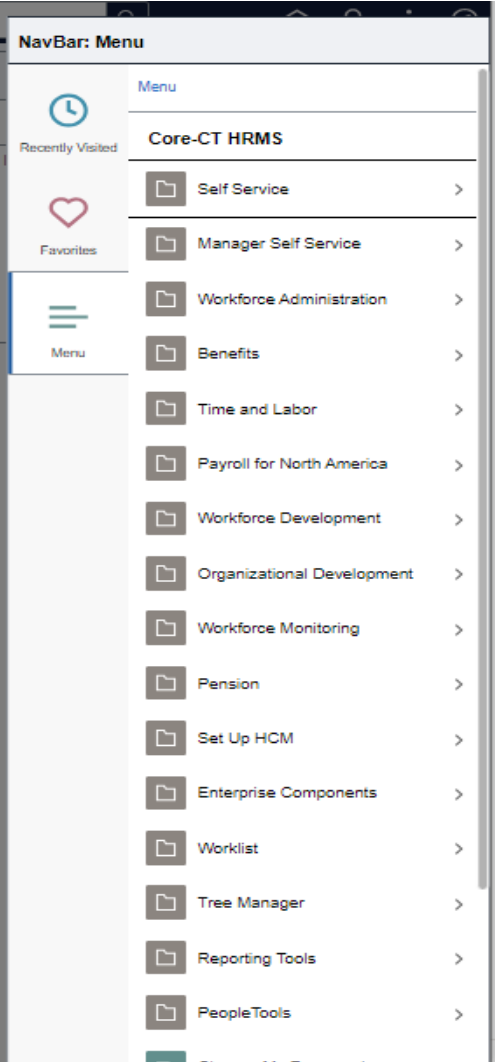 NavBar: Menu
Recently Visited
Favorites
Menu
Menu
Core-CT HRMS
Self Service
Manager Self Service
Workforce Administration
Benefits
Time and Labor
Payroll for North America
Workforce Development
Organizational Development
Workforce Monitoring
Pension
Set Up HCM
Enterprise Components
Worklist
Tree Manager
Reporting Tools
PeopleTools